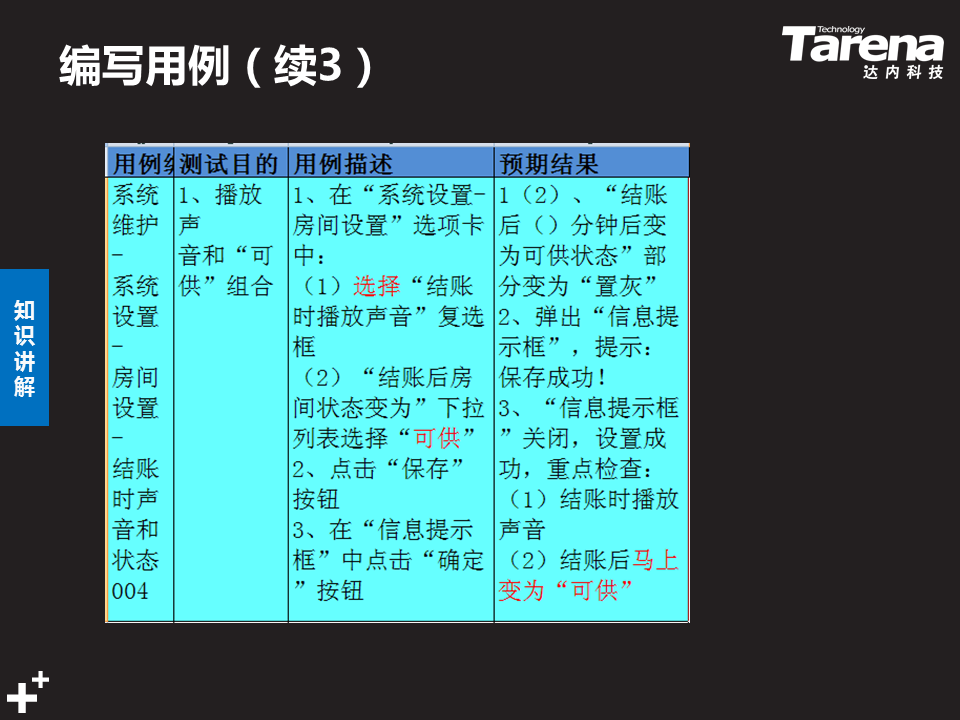 编写用例（续3）
Technology
Tarena
达内科技
知识讲解
用例 测试目的 用例描述 预期结果
系统
维护
-
系统
设置
-
房间
设置
-
结账
时声
音和
状态
004
1、播放
声
音和“可
供”组合
1、在“系统设置-
房间设置”选项卡
中：
（1）选择“结账
时播放声音”复选
框
（2）“结账后房
间状态变为”下拉
列表选择“可供”
2、点击“保存”
按钮
3、在“信息提示
框”中点击“确定
”按钮
1（2）、“结账
后（）分钟后变
为可供状态”部
分变为“置灰”
2、弹出“信息提
示框”，提示：
保存成功！
3、“信息提示框
”关闭，设置成
功，重点检查：
（1）结账时播放
声音
（2）结账后马上
变为“可供”